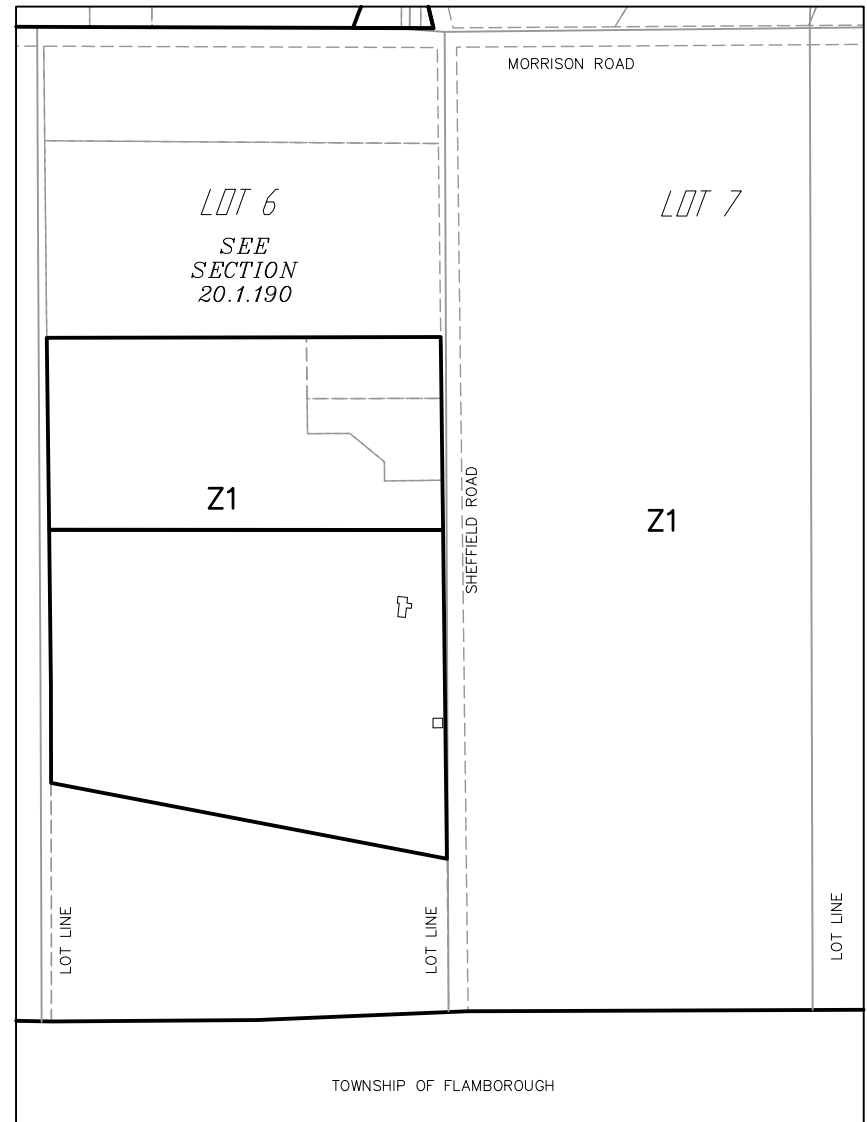 MORRISON ROAD
LOT 6
LOT 7
SEE
SECTION
20.1.190
Z1
SHEFFIELD ROAD
Z1
LOT LINE
LOT LINE
LOT LINE
TOWNSHIP OF FLAMBOROUGH